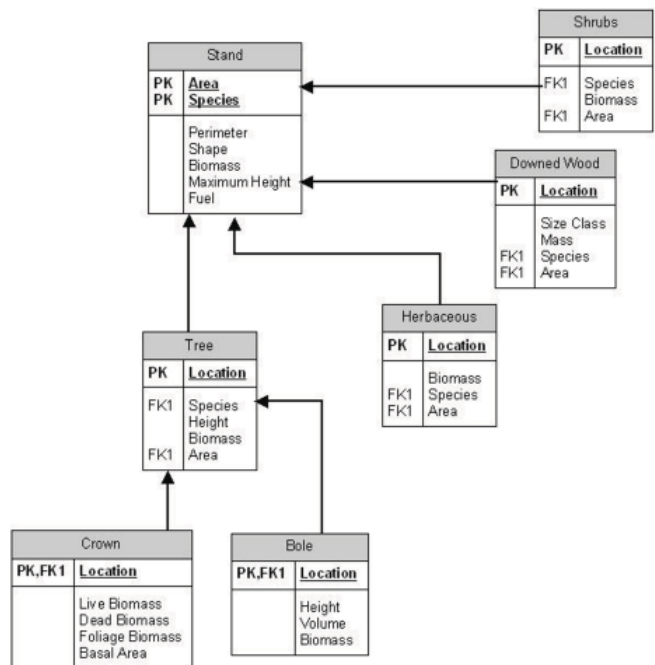 Shrubs
PK Location
FK1 Species
Biomass
FK1 Area
Stand
PK Area
PK Species
Perimeter
Shape
Biomass
Maximum Height
Fuel
Downed Wood
PK Location
Size Class
Mass
FK1 Species
FK1 Area
Herbaceous
PK Location
Biomass
FK1 Species
FK1 Area
Tree
PK Location
FK1 Species
Height
Biomass
FK1 Area
Crown
PK,FK1 Location
Live Biomass
Dead Biomass
Foliage Biomass
Basal Area
Bole
PK,FK1 Location
Height
Volume
Biomass